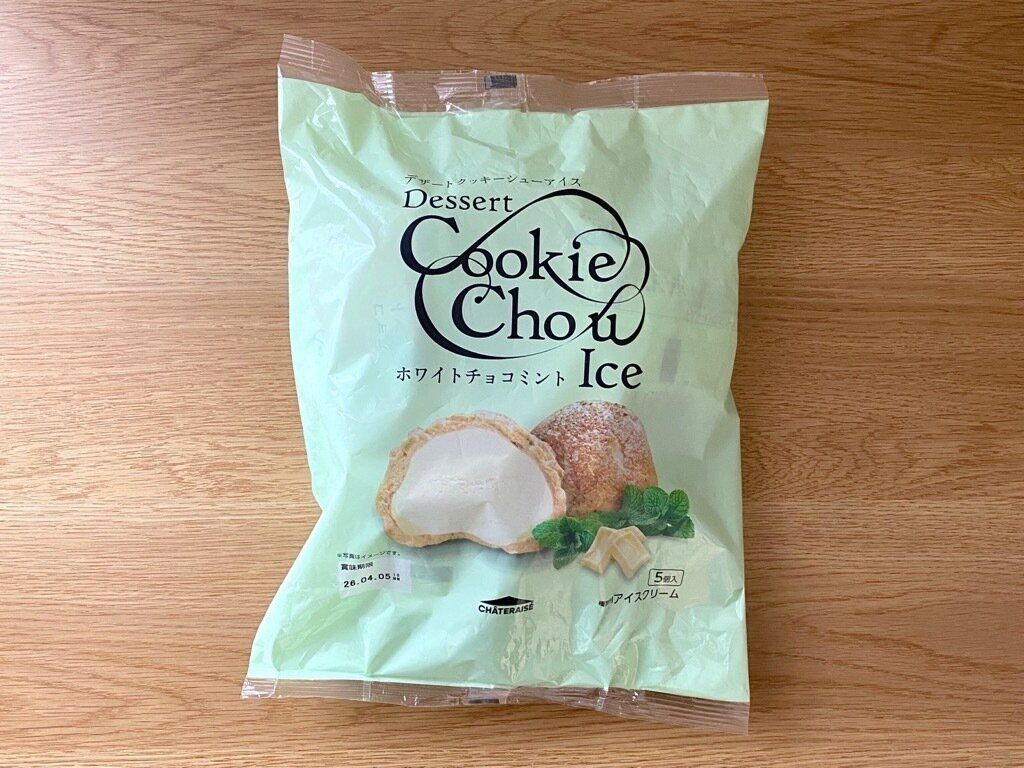 デザートクッキーシューアイス
Dessert
Cookie
Chou
Ice
ホワイトチョコミント
※写真はイメージです。
賞味期限
26.04.05
5個入
アイスクリーム
CHÂTERAISÉ